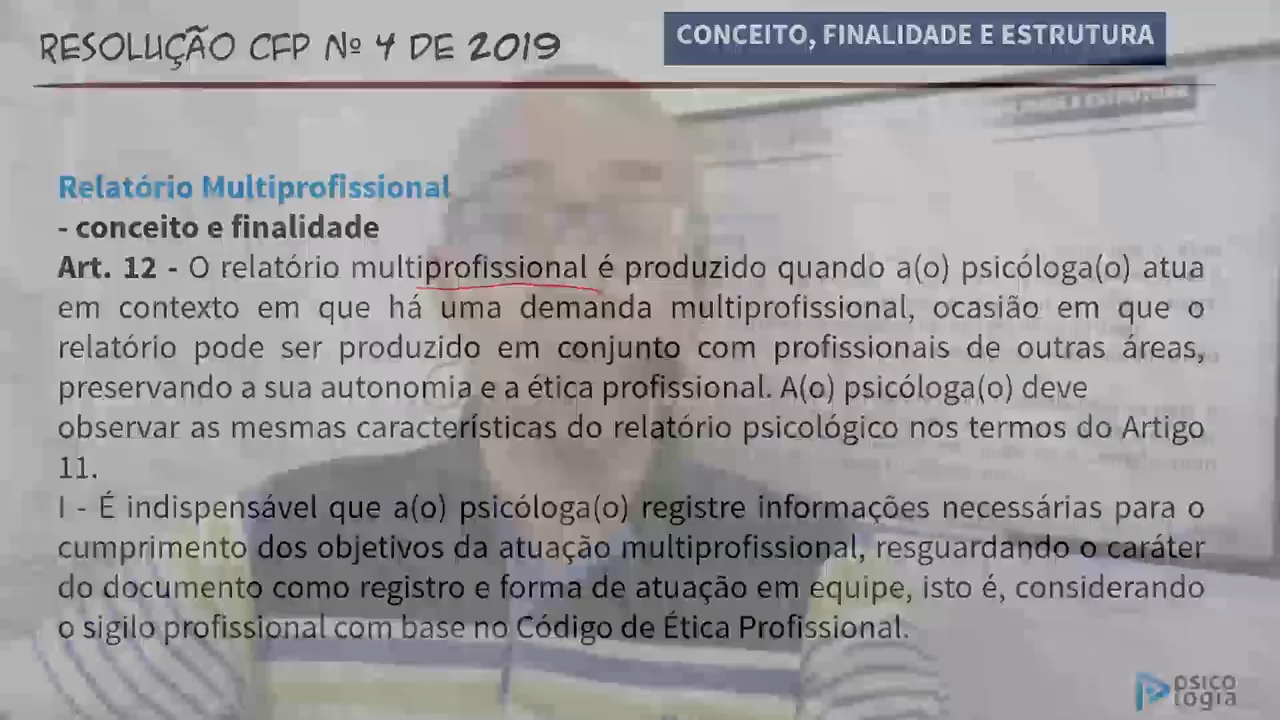 RESOLUÇÃO CFP Nº 4 DE 2019
CONCEITO, FINALIDADE E ESTRUTURA
Relatório Multiprofissional
- conceito e finalidade
Art. 12 - O relatório multiprofissional é produzido quando a(o) psicóloga(o) atua
em contexto em que há uma demanda multiprofissional, ocasião em que o
relatório pode ser produzido em conjunto com profissionais de outras áreas,
preservando a sua autonomia e a ética profissional. A(o) psicóloga(o) deve
observar as mesmas características do relatório psicológico nos termos do Artigo
11.
I - É indispensável que a(o) psicóloga(o) registre informações necessárias para o
cumprimento dos objetivos da atuação multiprofissional, resguardando o caráter
do documento como registro e forma de atuação em equipe, isto é, considerando
o sigilo profissional com base no Código de Ética Profissional.
psico
logia